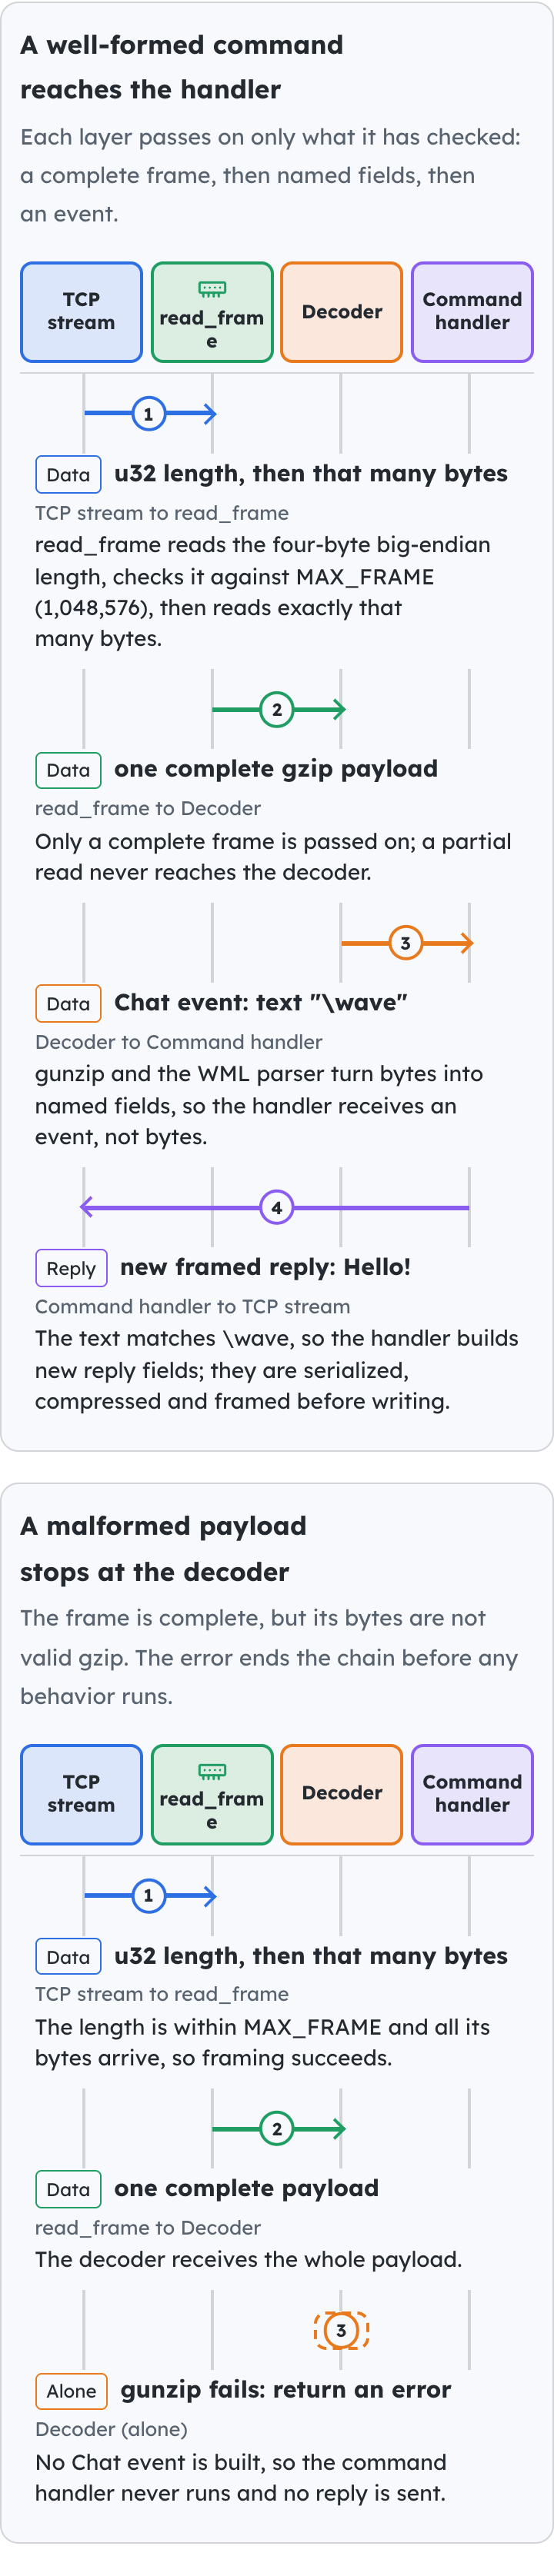 A well-formed command
reaches the handler
Each layer passes on only what it has checked:
a complete frame, then named fields, then
an event.
TCP
stream
read_fram
e
Decoder
Command
handler
1
Data u32 length, then that many bytes
TCP stream to read_frame
read_frame reads the four-byte big-endian
length, checks it against MAX_FRAME
(1,048,576), then reads exactly that
many bytes.
2
Data one complete gzip payload
read_frame to Decoder
Only a complete frame is passed on; a partial
read never reaches the decoder.
3
Data Chat event: text "\wave"
Decoder to Command handler
gunzip and the WML parser turn bytes into
named fields, so the handler receives an
event, not bytes.
4
Reply new framed reply: Hello!
Command handler to TCP stream
The text matches \wave, so the handler builds
new reply fields; they are serialized,
compressed and framed before writing.
A malformed payload
stops at the decoder
The frame is complete, but its bytes are not
valid gzip. The error ends the chain before any
behavior runs.
TCP
stream
read_fram
e
Decoder
Command
handler
1
Data u32 length, then that many bytes
TCP stream to read_frame
The length is within MAX_FRAME and all its
bytes arrive, so framing succeeds.
2
Data one complete payload
read_frame to Decoder
The decoder receives the whole payload.
3
Alone gunzip fails: return an error
Decoder (alone)
No Chat event is built, so the command
handler never runs and no reply is sent.